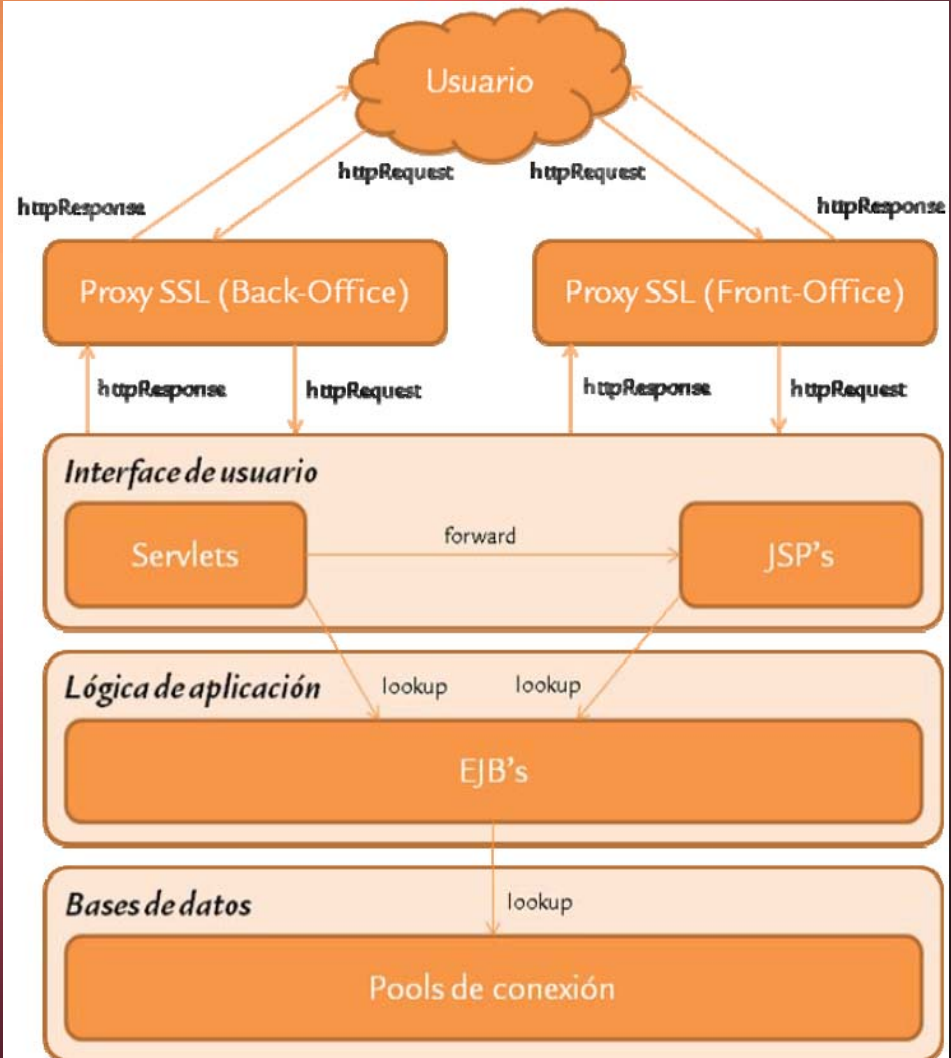 Usuario
httpRequest
httpRequest
httpResponse
httpResponse
Proxy SSL (Back-Office)
Proxy SSL (Front-Office)
httpResponse
httpRequest
httpResponse
httpRequest
Interface de usuario
Servlets
forward
JSP's
Lógica de aplicación
lookup
lookup
EJB's
Bases de datos
lookup
Pools de conexión